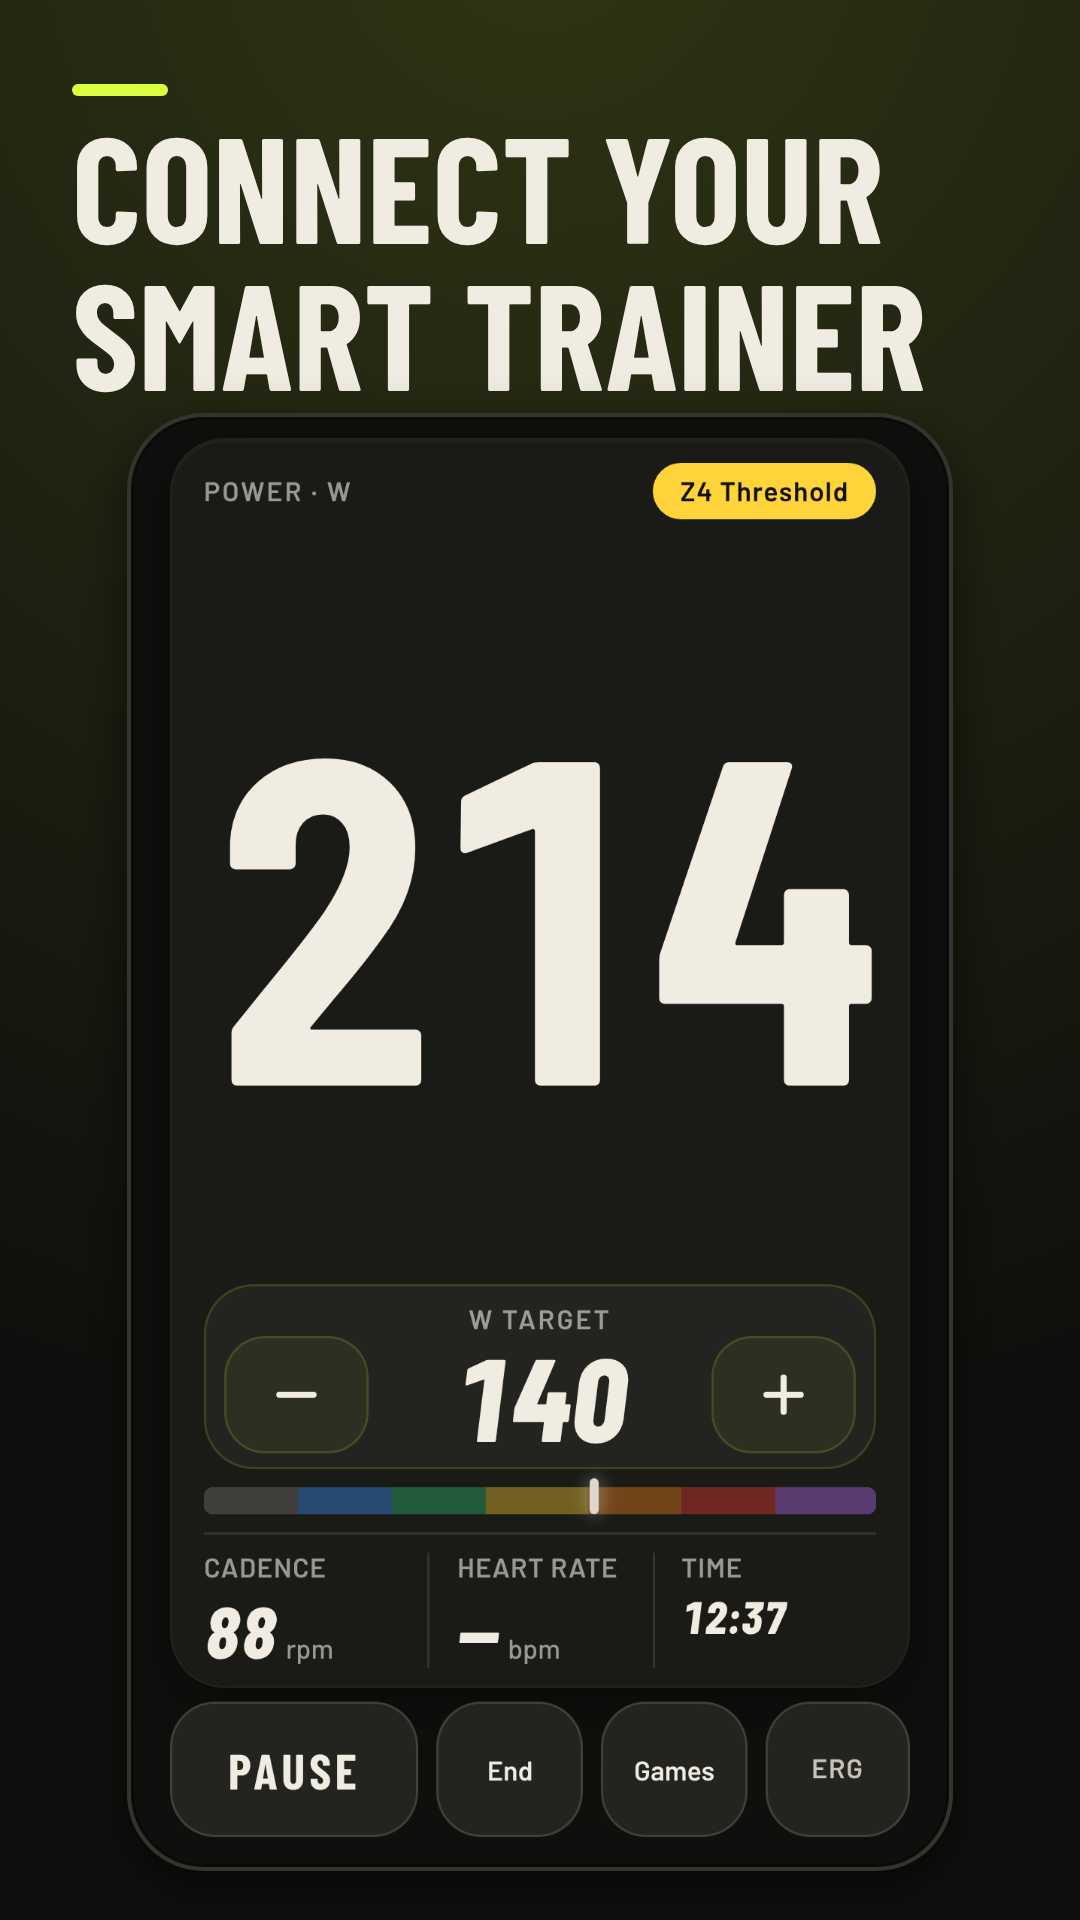 CONNECT YOUR
SMART TRAINER
POWER · W
Z4 Threshold
214
W TARGET
− 140 +
CADENCE HEART RATE TIME
88 rpm – bpm 12:37
PAUSE End Games ERG